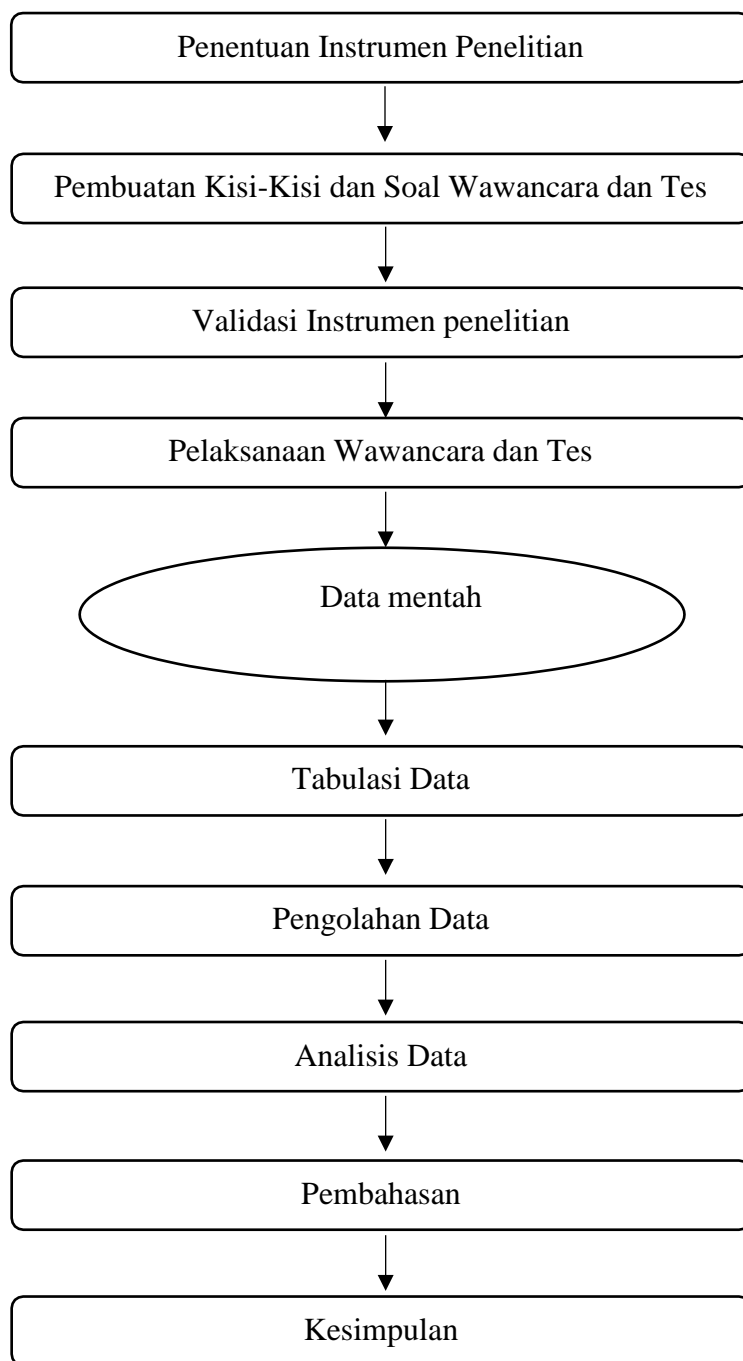 Penentuan Instrumen Penelitian
Pembuatan Kisi-Kisi dan Soal Wawancara dan Tes
Validasi Instrumen penelitian
Pelaksanaan Wawancara dan Tes
Data mentah
Tabulasi Data
Pengolahan Data
Analisis Data
Pembahasan
Kesimpulan